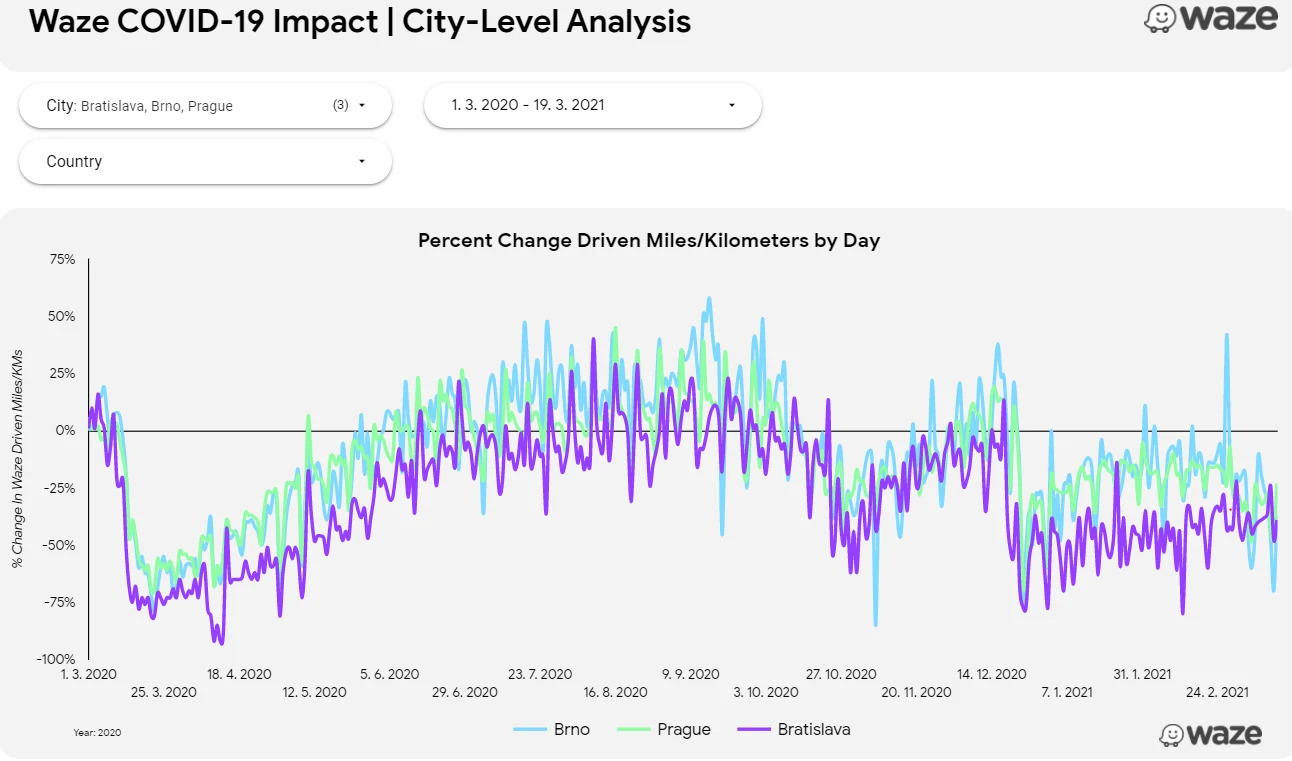 Waze COVID-19 Impact | City-Level Analysis
waze
City: Bratislava, Brno, Prague (3)
1. 3. 2020 - 19. 3. 2021
Country
Percent Change Driven Miles/Kilometers by Day
% Change In Waze Driven Miles/KMs
75%
50%
25%
0%
-25%
-50%
-75%
-100%
1. 3. 2020 18. 4. 2020 5. 6. 2020 23. 7. 2020 9. 9. 2020 27. 10. 2020 14. 12. 2020 31. 1. 2021
25. 3. 2020 12. 5. 2020 29. 6. 2020 16. 8. 2020 3. 10. 2020 20. 11. 2020 7. 1. 2021 24. 2. 2021
Year: 2020
Brno Prague Bratislava
waze